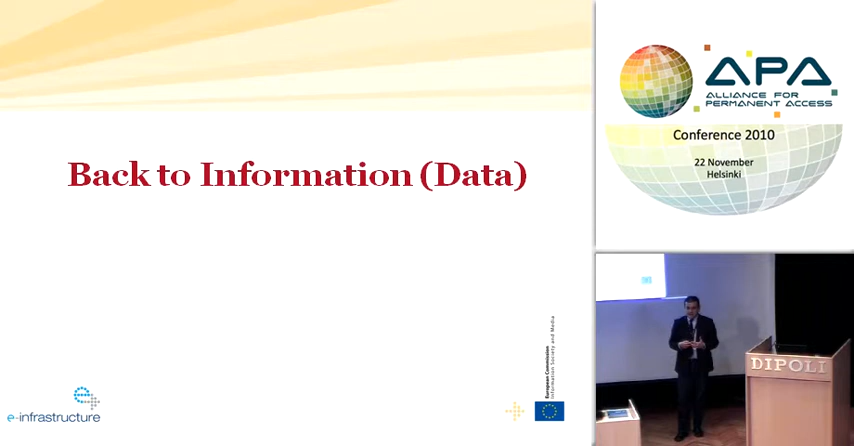 Back to Information (Data)
e-infrastructure
European Commission
Information Society and Media
APA
ALLIANCE FOR
PERMANENT ACCESS
Conference 2010
22 November
Helsinki
DIPOLI